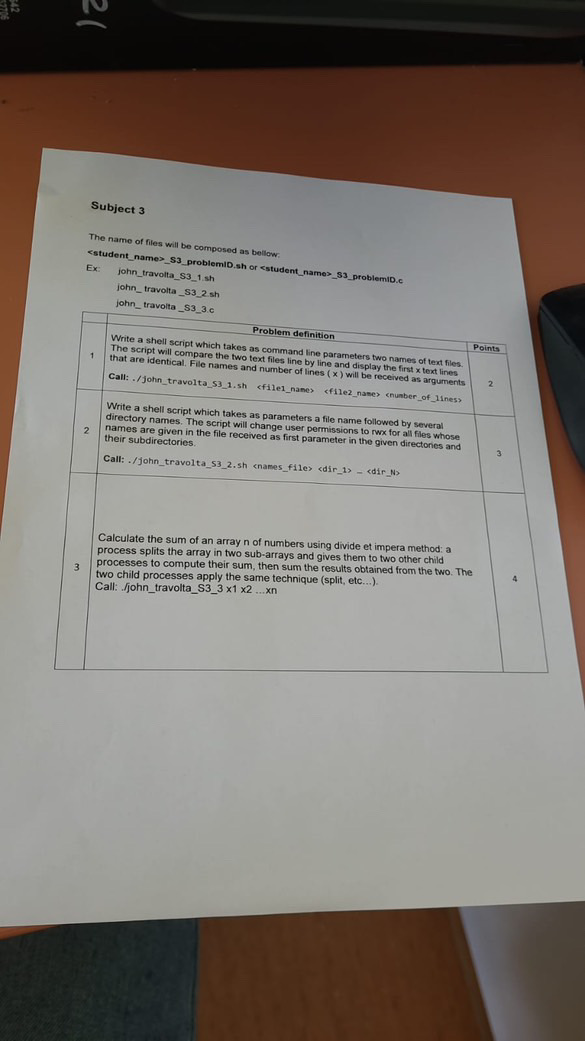 Subject 3
The name of files will be composed as bellow:
<student_name>_S3_problemID.sh or <student_name>_S3_problemID.c
Ex: john_travolta_S3_1.sh
john_ travolta _S3_2.sh
john_ travolta _S3_3.c
Problem definition Points
1 Write a shell script which takes as command line parameters two names of text files.
The script will compare the two text files line by line and display the first x text lines
that are identical. File names and number of lines ( x ) will be received as arguments
Call: ./john_travolta_S3_1.sh <file1_name> <file2_name> <number_of_lines>
2
2 Write a shell script which takes as parameters a file name followed by several
directory names. The script will change user permissions to rwx for all files whose
names are given in the file received as first parameter in the given directories and
their subdirectories.
Call: ./john_travolta_S3_2.sh <names_file> <dir_1> … <dir_N>
3
3 Calculate the sum of an array n of numbers using divide et impera method: a
process splits the array in two sub-arrays and gives them to two other child
processes to compute their sum, then sum the results obtained from the two. The
two child processes apply the same technique (split, etc…).
Call: ./john_travolta_S3_3 x1 x2 …xn
4